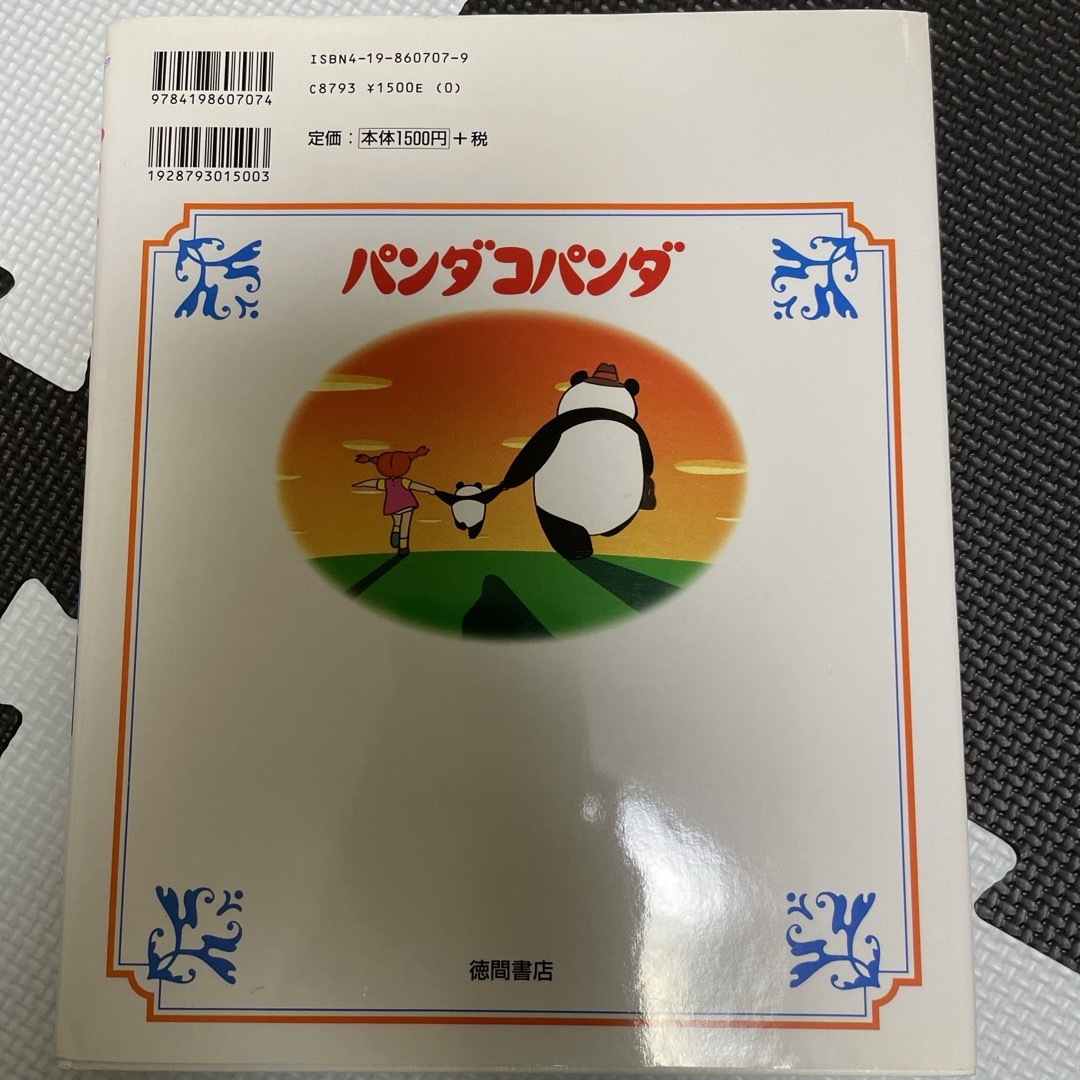 ISBN4-19-860707-9
C8793 ¥1500E (0)
9784198607074
定価：本体1500円＋税
1928793015003
パンダコパンダ
徳間書店